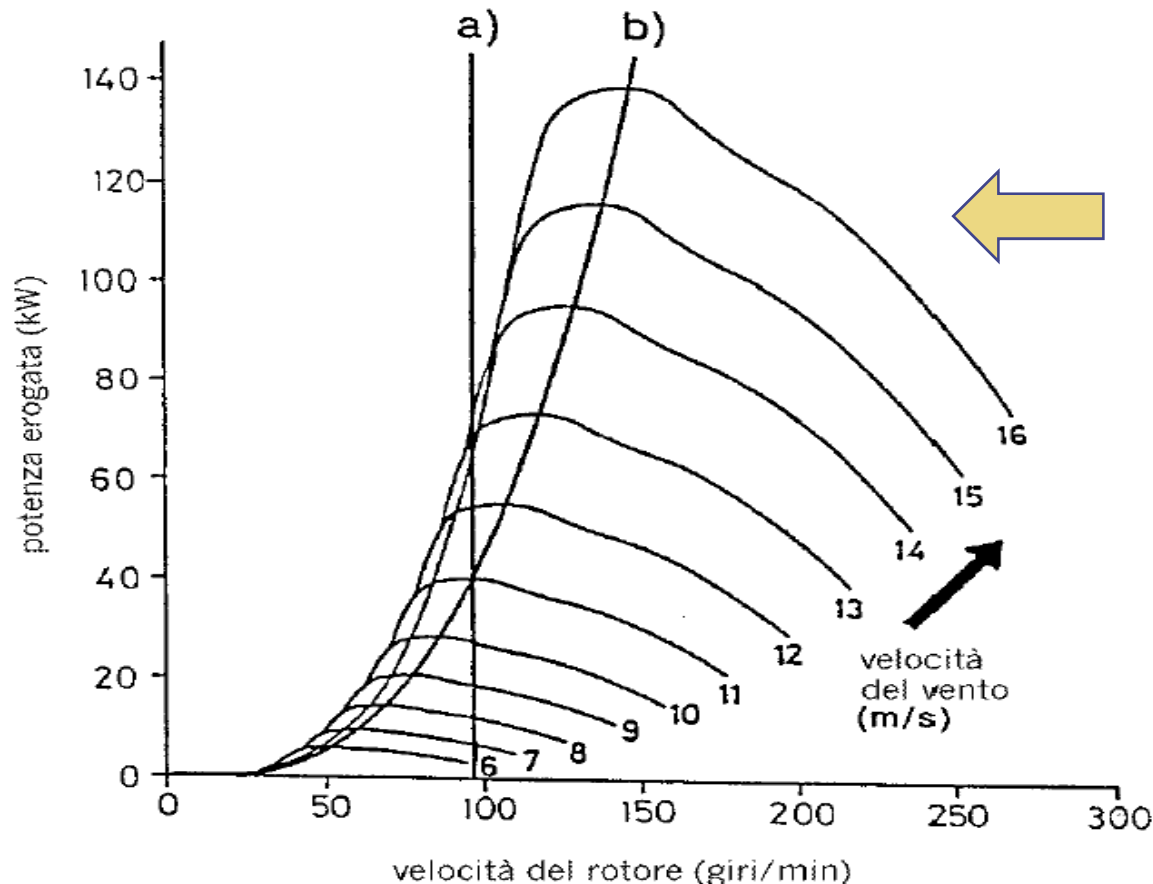 a) b)
140
120
100
80
60
40
20
0
potenza erogata (kW)
16
15
14
13
12
11
10
9
8
7
6
velocità
del vento
(m/s)
0 50 100 150 200 250 300
velocità del rotore (giri/min)